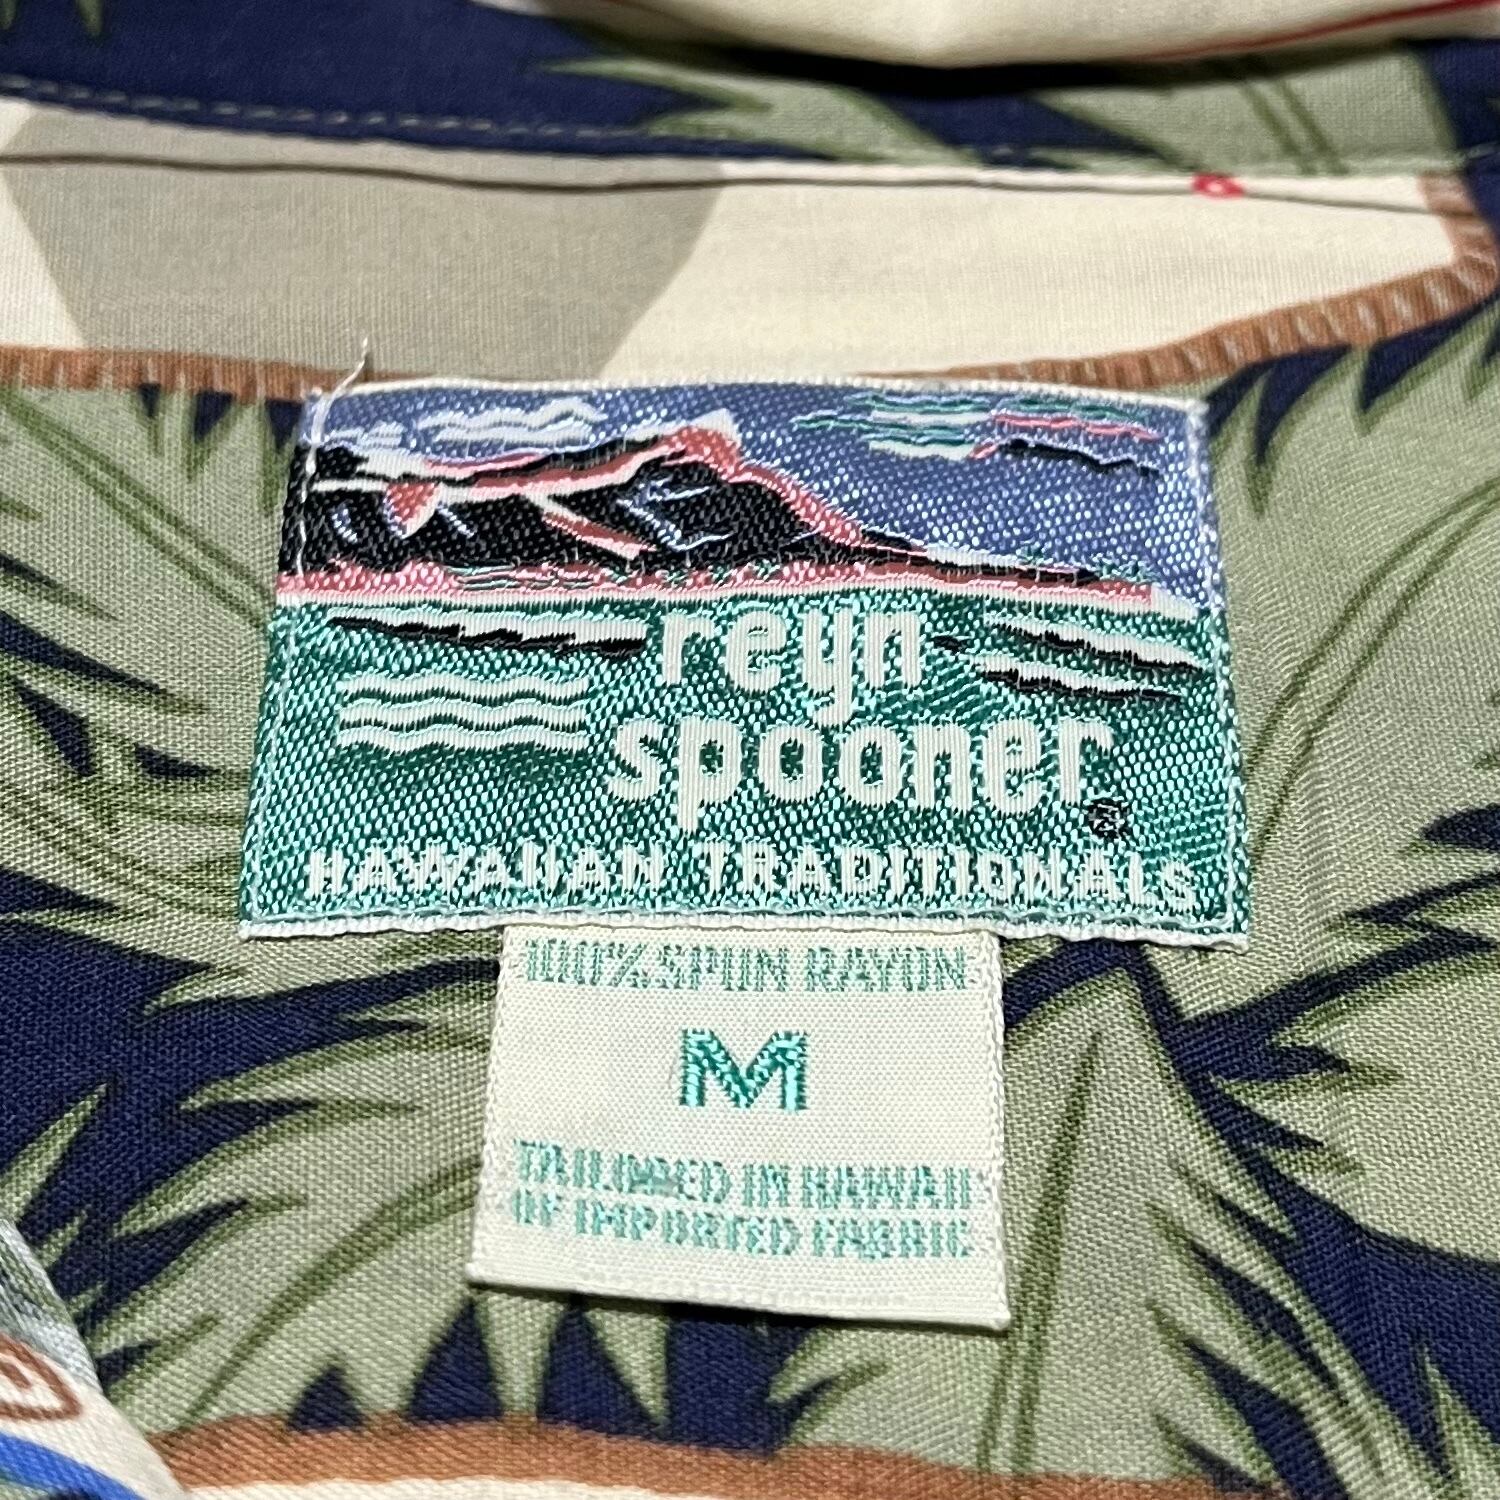 reyn
spooner®
HAWAIIAN TRADITIONALS
100% SPUN RAYON
M
TAILORED IN HAWAII
OF IMPORTED FABRIC